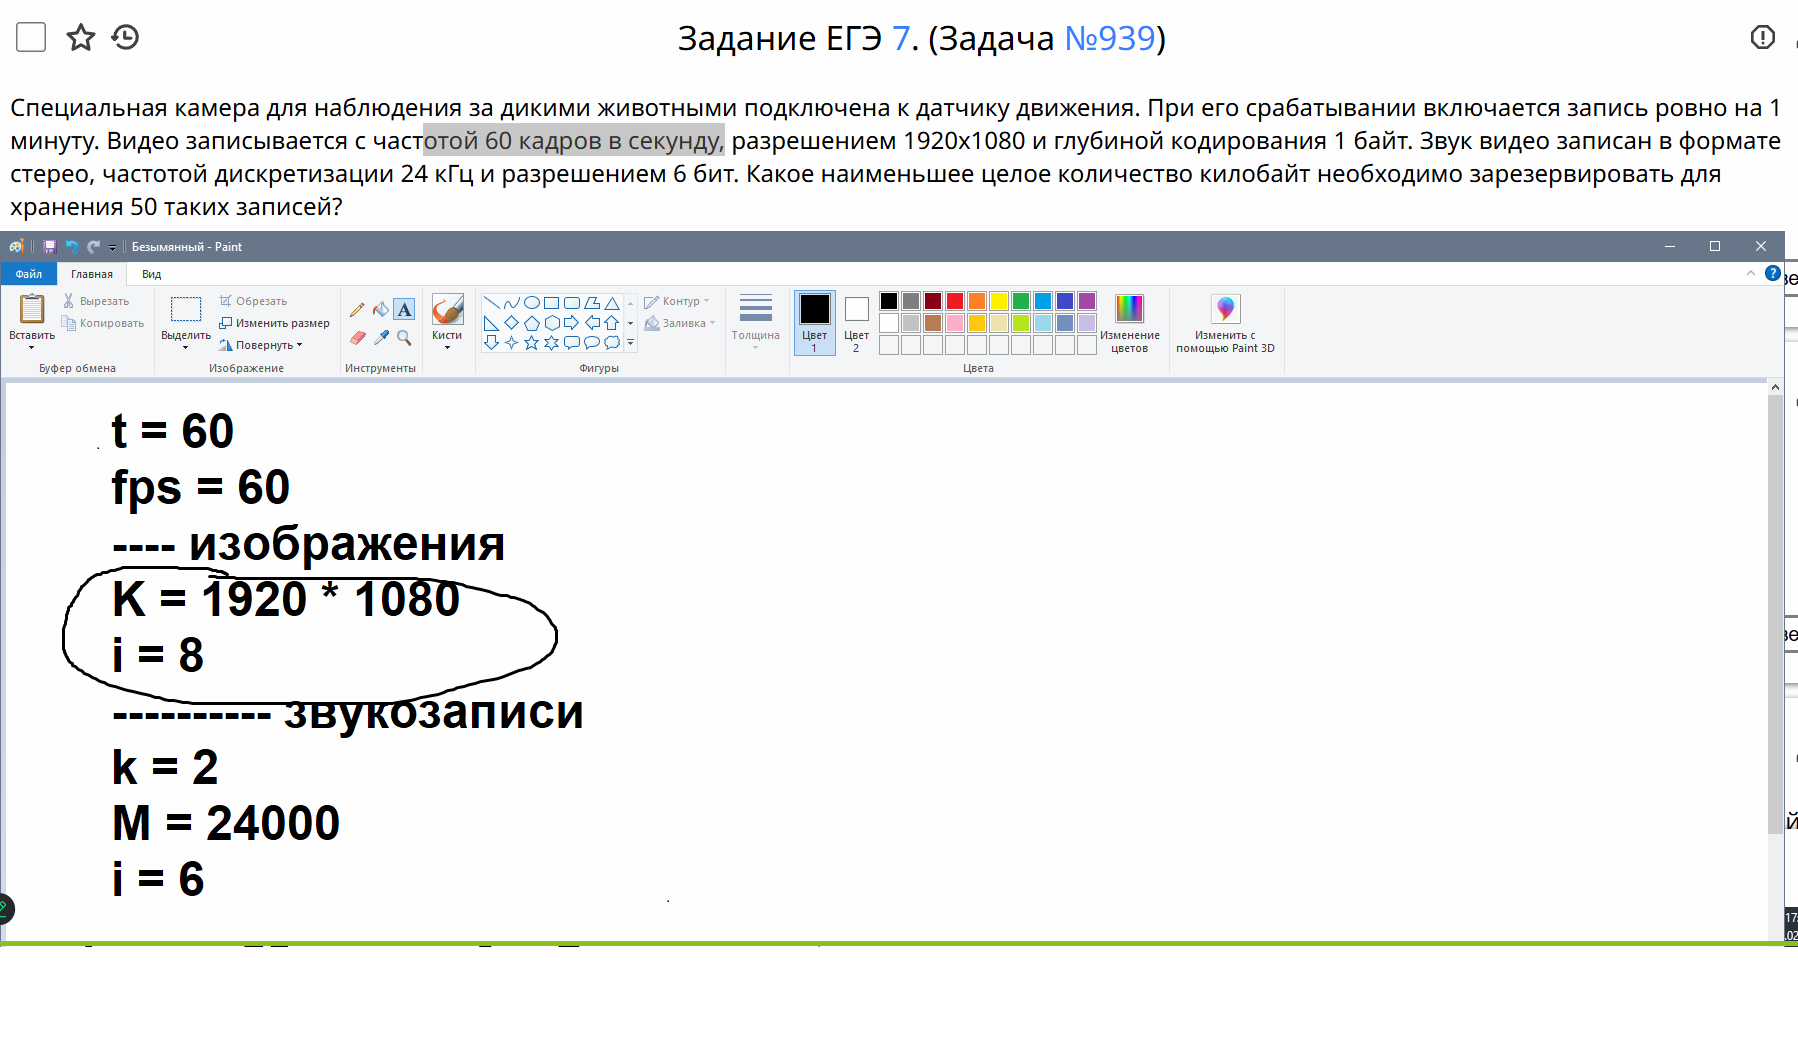 Задание ЕГЭ 7. (Задача №939)
Специальная камера для наблюдения за дикими животными подключена к датчику движения. При его срабатывании включается запись ровно на 1
минуту. Видео записывается с частотой 60 кадров в секунду, разрешением 1920x1080 и глубиной кодирования 1 байт. Звук видео записан в формате
стерео, частотой дискретизации 24 кГц и разрешением 6 бит. Какое наименьшее целое количество килобайт необходимо зарезервировать для
хранения 50 таких записей?
Безымянный - Paint
Файл Главная Вид
Вставить
Вырезать
Копировать
Буфер обмена
Выделить
Обрезать
Изменить размер
Повернуть
Изображение
A
Инструменты
Кисти
Контур
Заливка
Фигуры
Толщина
Цвет 1
Цвет 2
Изменение цветов
Цвета
Изменить с помощью Paint 3D
t = 60
fps = 60
---- изображения
K = 1920 * 1080
i = 8
---------- звукозаписи
k = 2
M = 24000
i = 6